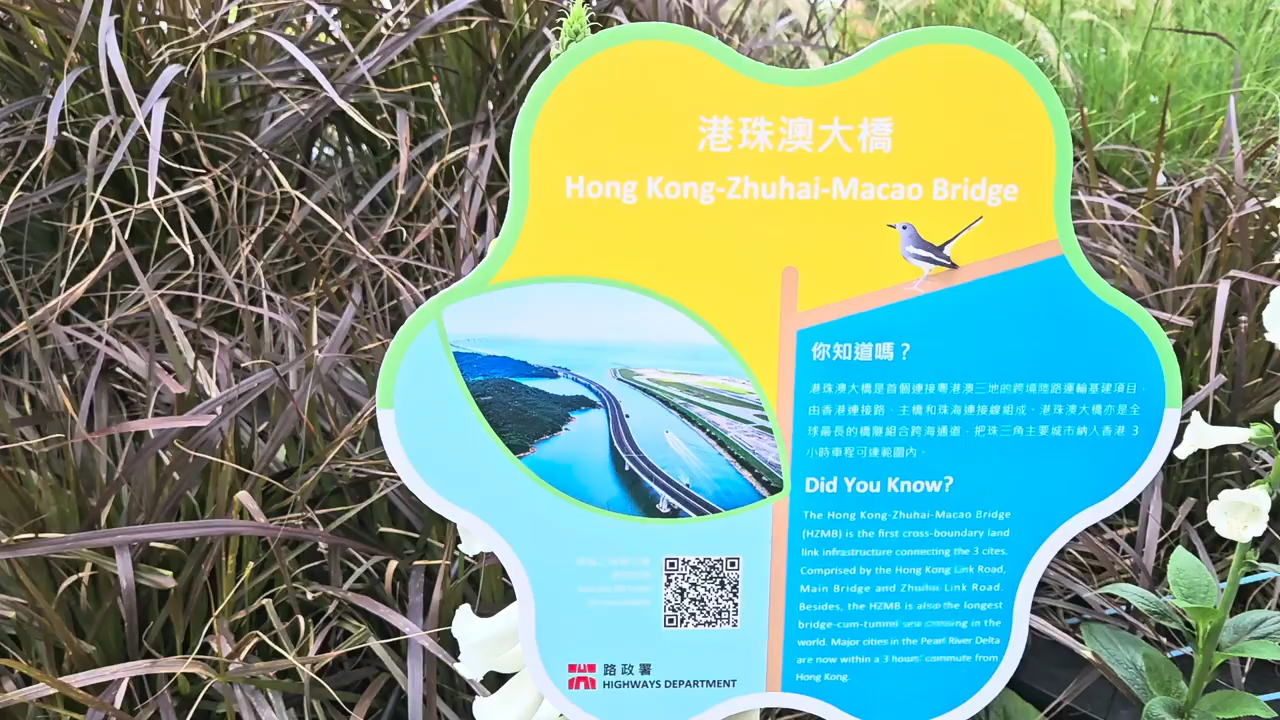 港珠澳大橋
Hong Kong-Zhuhai-Macao Bridge
你知道嗎？
港珠澳大橋是首個連接粵港澳三地的跨境陸路運輸基建項目，
由香港連接路、主橋和珠海連接線組成。港珠澳大橋亦是全
球最長的橋隧組合跨海通道，把珠三角主要城市納入香港 3
小時車程可達範圍內。
Did You Know?
The Hong Kong-Zhuhai-Macao Bridge
(HZMB) is the first cross-boundary land
link infrastructure connecting the 3 cites.
Comprised by the Hong Kong Link Road,
Main Bridge and Zhuhai Link Road.
Besides, the HZMB is also the longest
bridge-cum-tunnel sea crossing in the
world. Major cities in the Pearl River Delta
are now within a 3 hours' commute from
Hong Kong.
路政署
HIGHWAYS DEPARTMENT